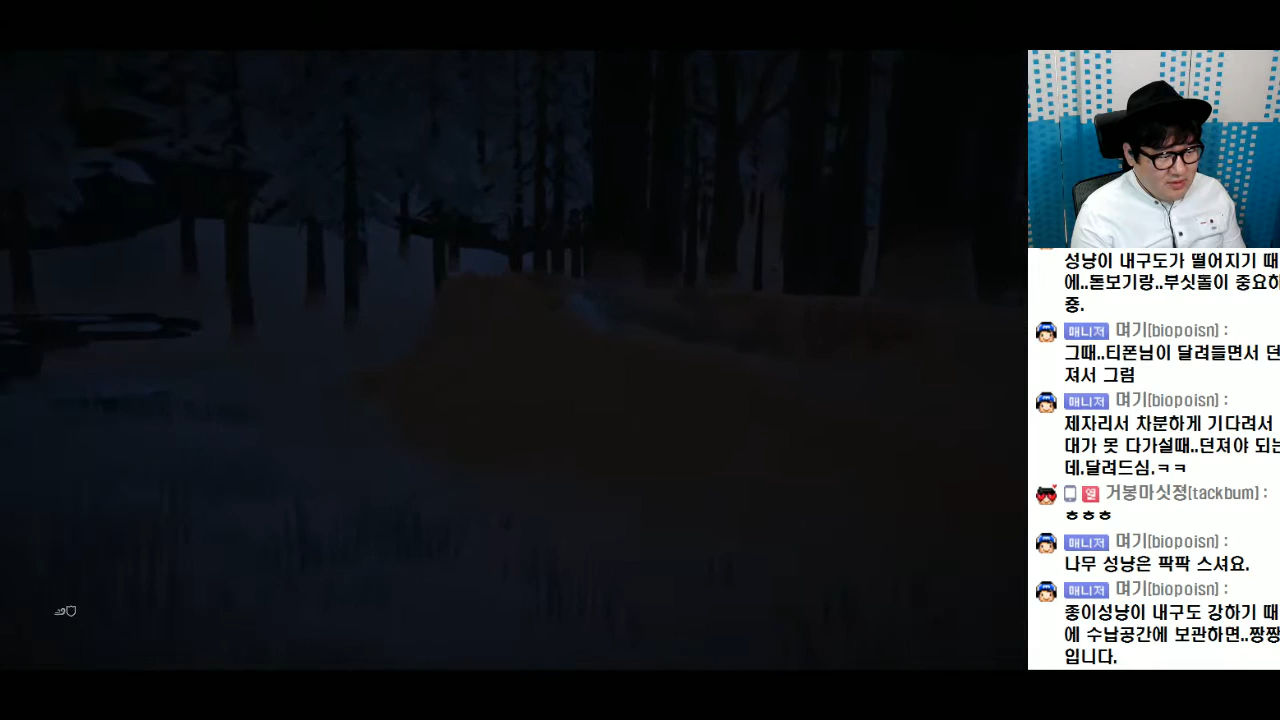 성냥이 내구도가 떨어지기 때
에..돋보기랑..부싯돌이 중요하
죵.
매니저 며기[biopoisn] :
그때..티폰님이 달려들면서 던
져서 그럼
매니저 며기[biopoisn] :
제자리서 차분하게 기다려서
대가 못 다가설때..던져야 되는
데.달려드심.ㅋㅋ
열 거봉마싯졍[tackbum] :
ㅎㅎㅎ
매니저 며기[biopoisn] :
나무 성냥은 팍팍 스셔요.
매니저 며기[biopoisn] :
종이성냥이 내구도 강하기 때
에 수납공간에 보관하면..짱짱
입니다.